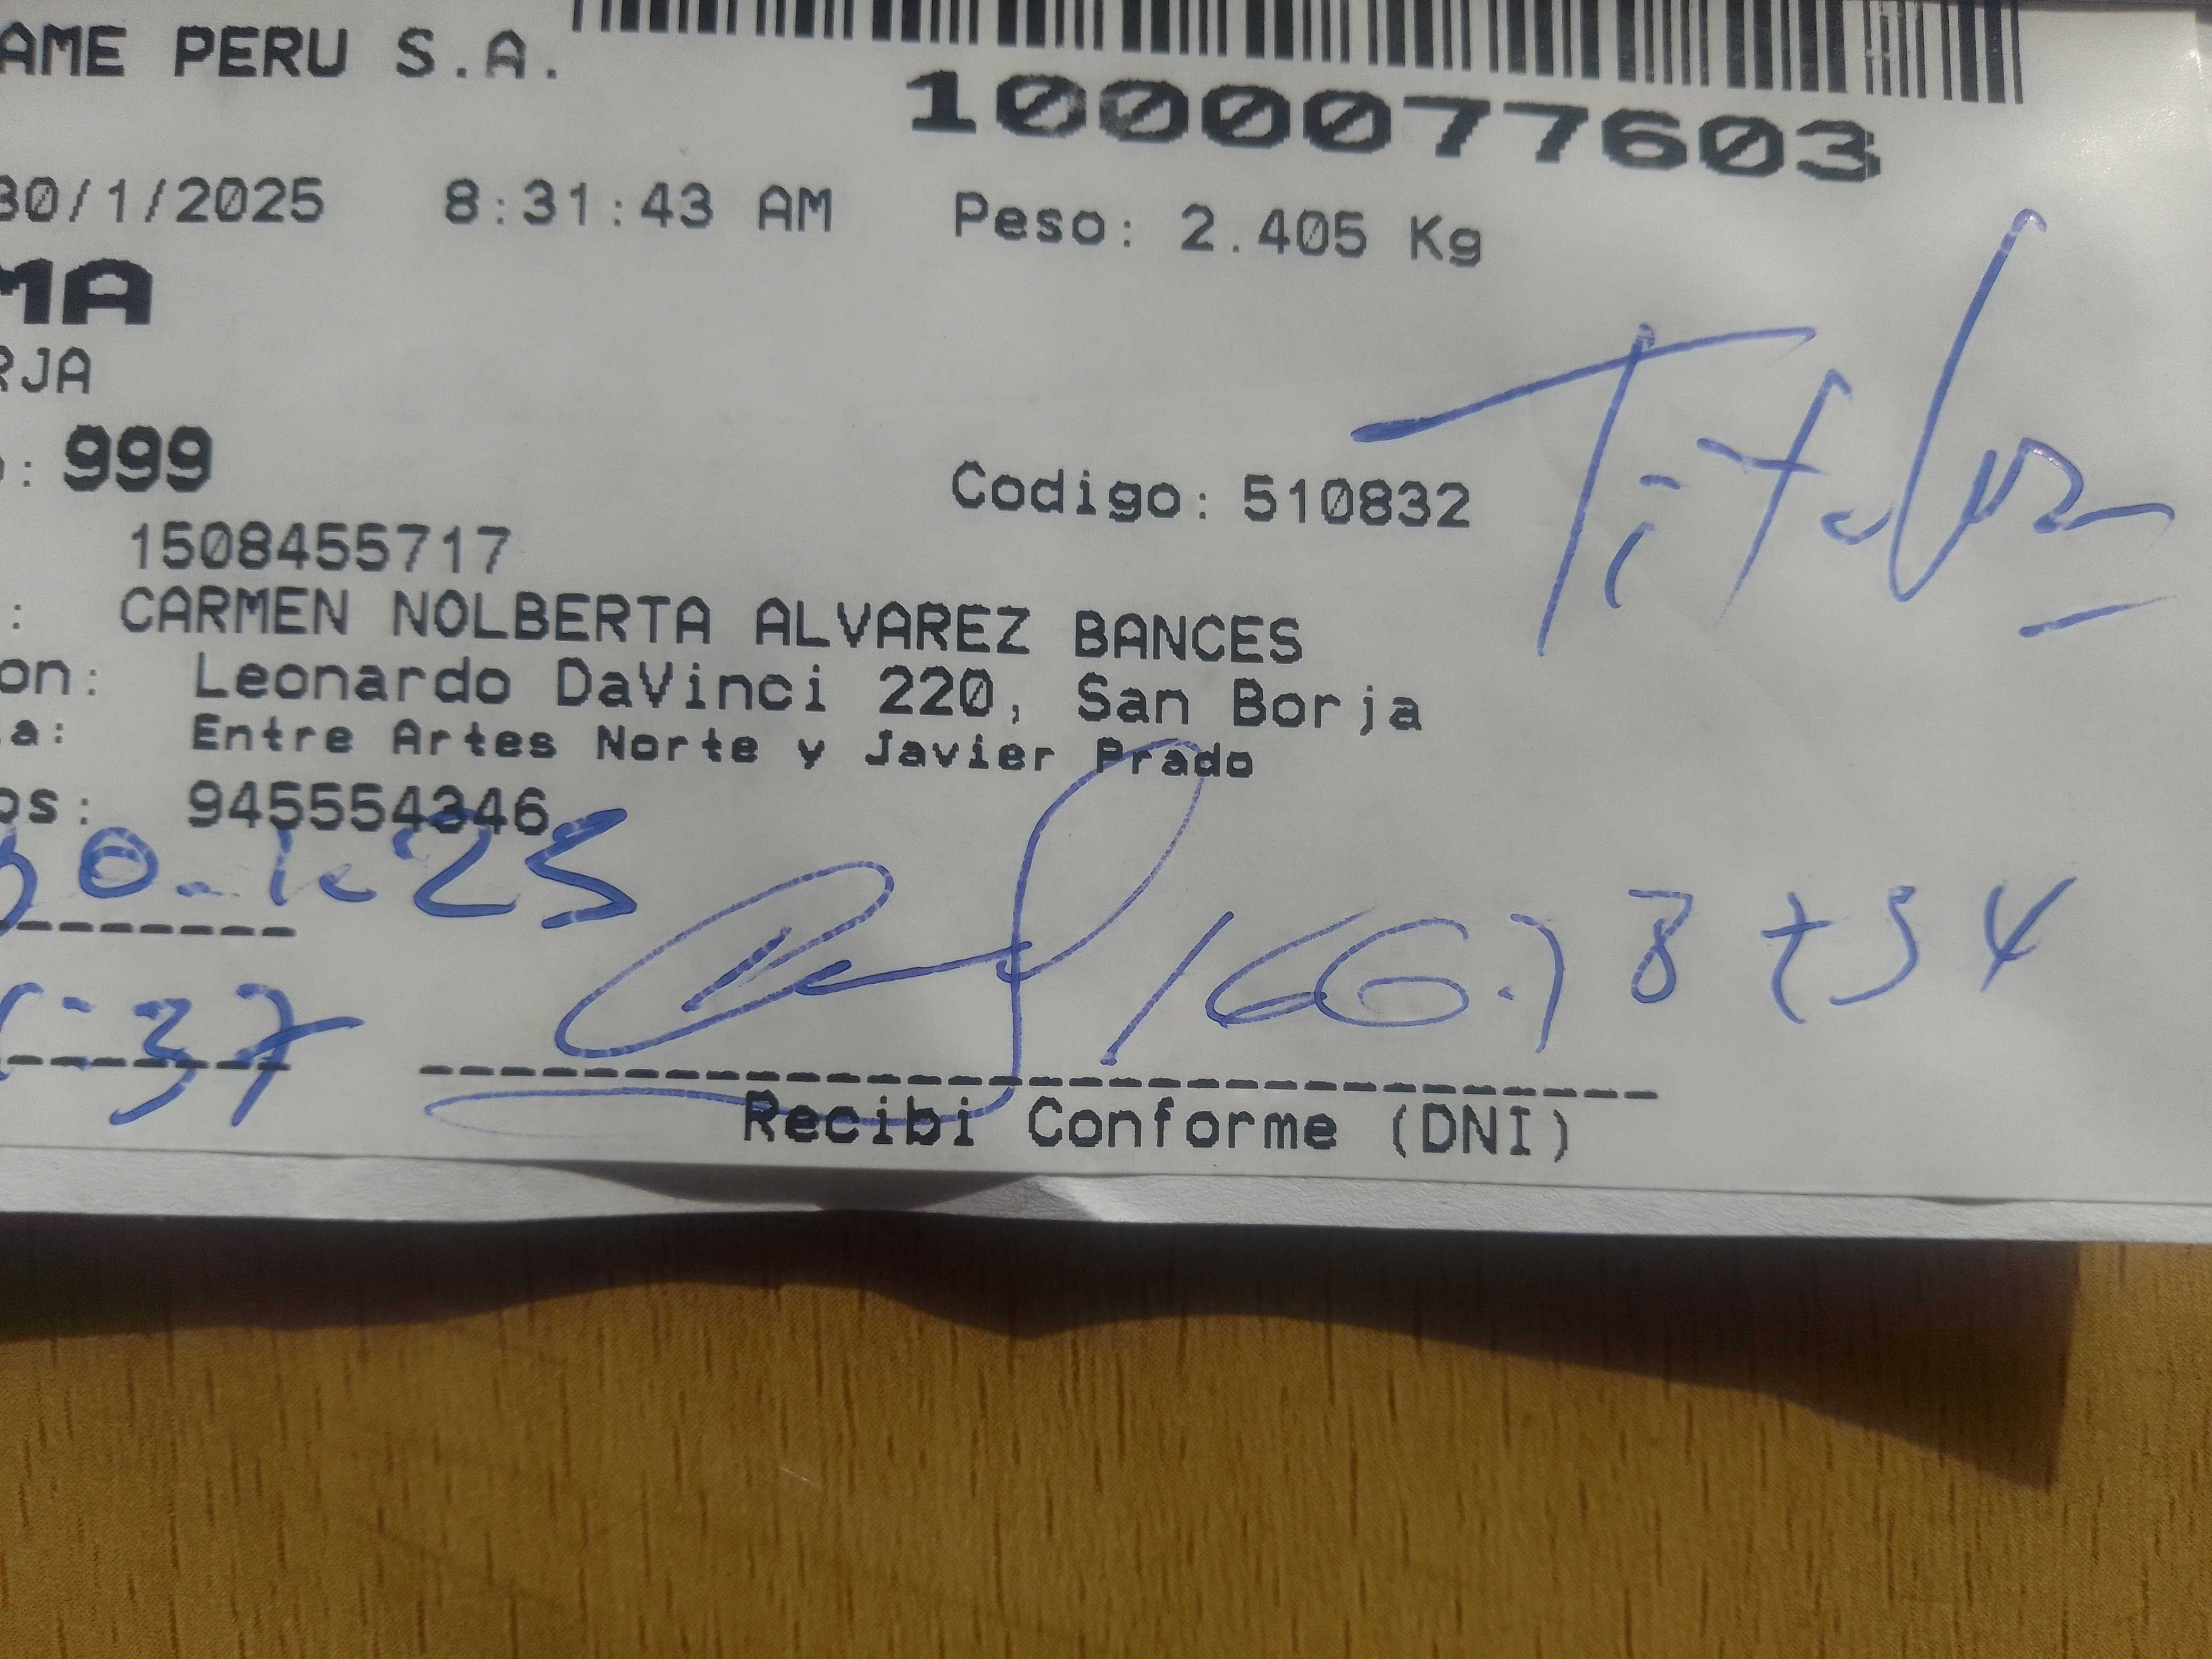 AME PERU S.A.
1000077603
30/1/2025 8:31:43 AM Peso: 2.405 Kg
MA
RJA
: 999
Codigo: 510832
Titular
1508455717
: CARMEN NOLBERTA ALVAREZ BANCES
on: Leonardo DaVinci 220, San Borja
a: Entre Artes Norte y Javier Prado
os: 945554346
30-1-25
37
Recibi Conforme (DNI)